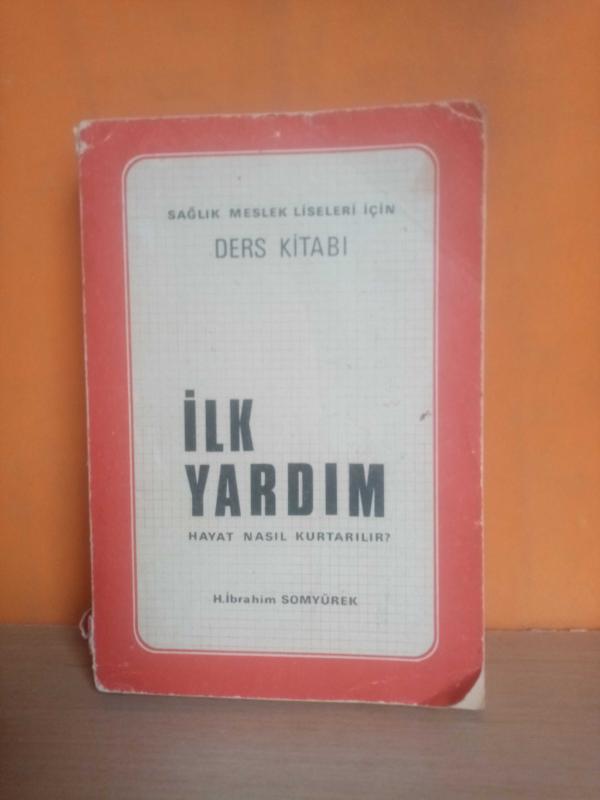 SAĞLIK MESLEK LİSELERİ İÇİN
DERS KİTABI
İLK
YARDIM
HAYAT NASIL KURTARILIR?
H.İbrahim SOMYÜREK